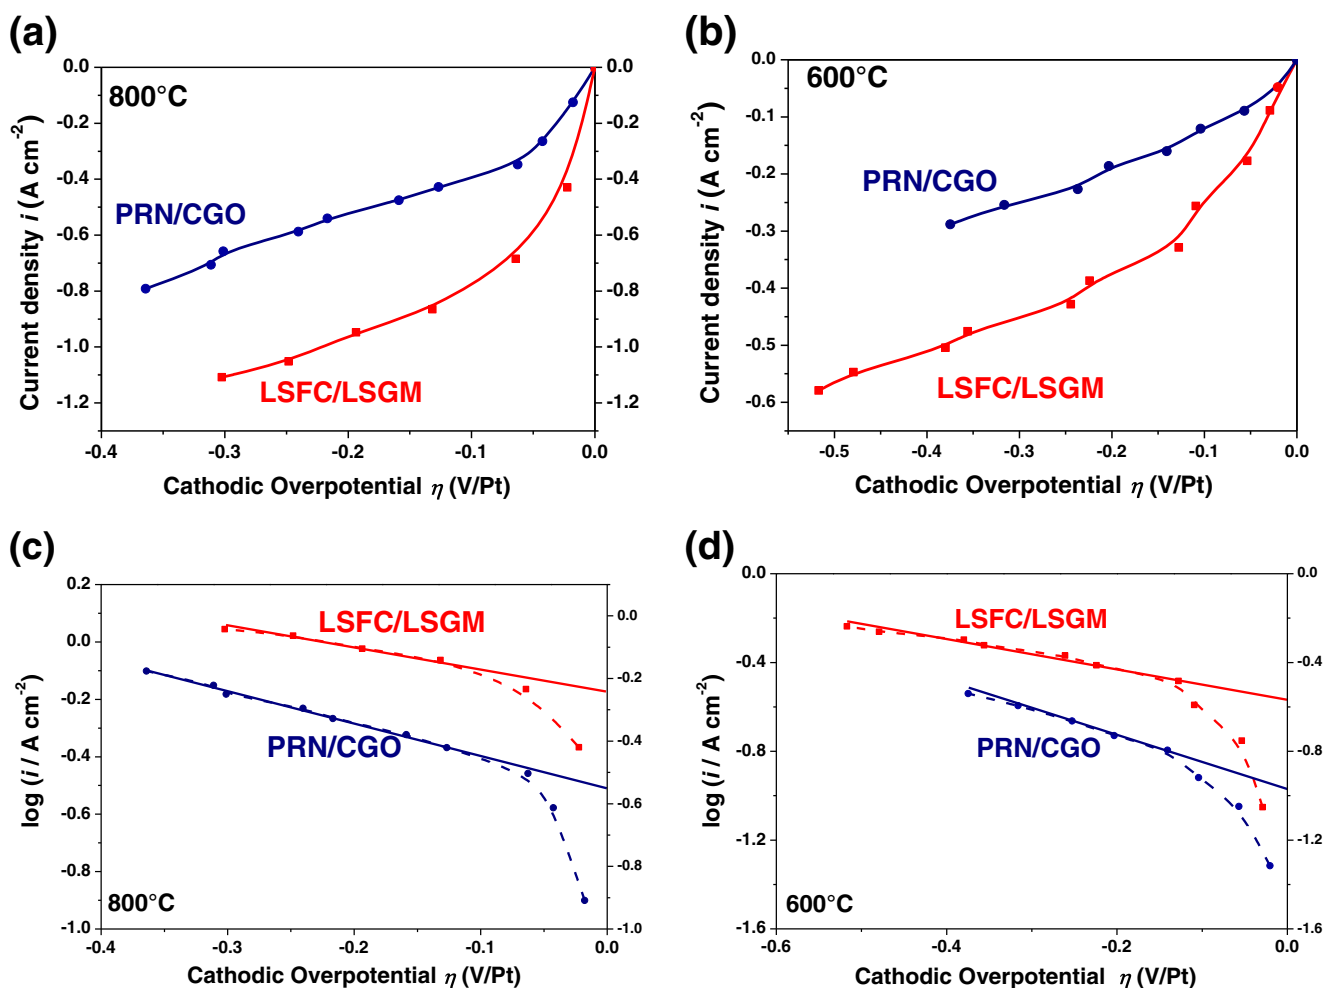 (a)
800°C
0.0
-0.2
-0.4
-0.6
-0.8
-1.0
-1.2
0.0
-0.2
-0.4
-0.6
-0.8
-1.0
-1.2
Current density i (A cm-2)
PRN/CGO
LSFC/LSGM
-0.4
-0.3
-0.2
-0.1
0.0
Cathodic Overpotential η (V/Pt)
(b)
600°C
0.0
-0.1
-0.2
-0.3
-0.4
-0.5
-0.6
Current density i (A cm-2)
PRN/CGO
LSFC/LSGM
-0.5
-0.4
-0.3
-0.2
-0.1
0.0
Cathodic Overpotential η (V/Pt)
(c)
0.2
0.0
-0.2
-0.4
-0.6
-0.8
-1.0
0.0
-0.2
-0.4
-0.6
-0.8
-1.0
log (i / A cm-2)
LSFC/LSGM
PRN/CGO
800°C
-0.4
-0.3
-0.2
-0.1
0.0
Cathodic Overpotential η (V/Pt)
(d)
0.0
-0.4
-0.8
-1.2
-1.6
0.0
-0.4
-0.8
-1.2
-1.6
log (i / A cm-2)
LSFC/LSGM
PRN/CGO
600°C
-0.6
-0.4
-0.2
0.0
Cathodic Overpotential η (V/Pt)